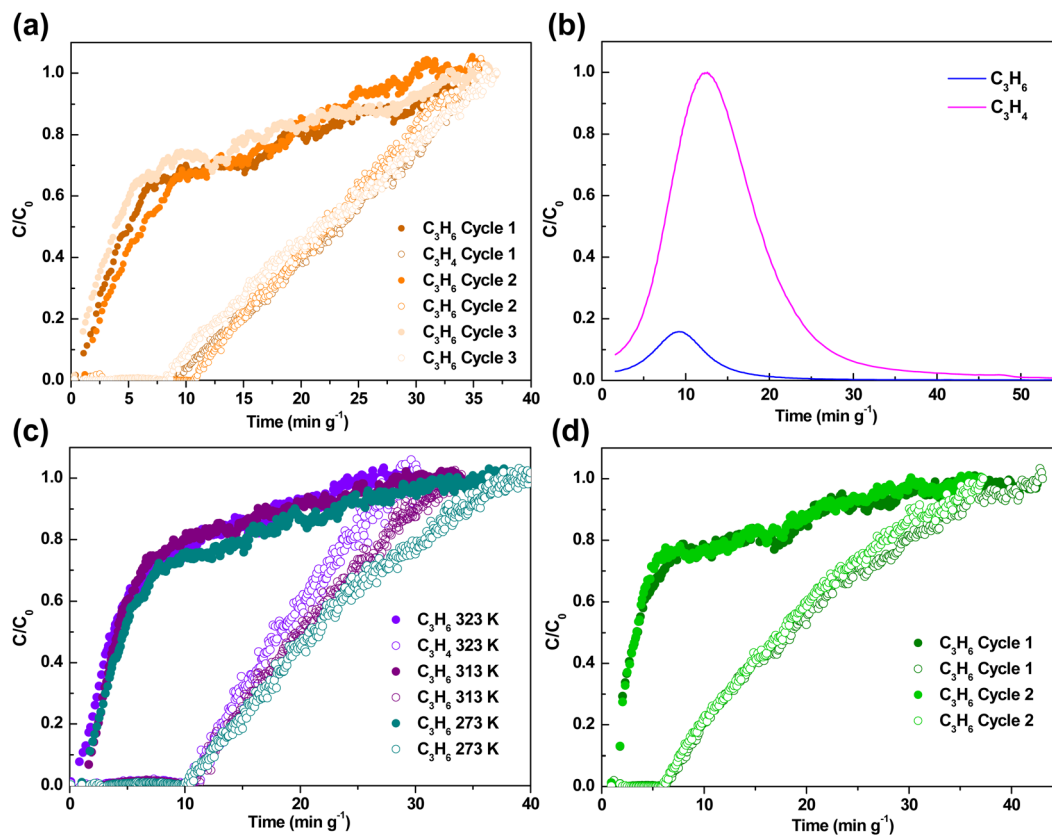 (a)
C/C₀
1.0
0.8
0.6
0.4
0.2
0.0
C₃H₆ Cycle 1
C₃H₄ Cycle 1
C₃H₆ Cycle 2
C₃H₆ Cycle 2
C₃H₆ Cycle 3
C₃H₆ Cycle 3
0 5 10 15 20 25 30 35 40
Time (min g⁻¹)
(b)
C/C₀
1.0
0.8
0.6
0.4
0.2
0.0
C₃H₆
C₃H₄
0 10 20 30 40 50
Time (min g⁻¹)
(c)
C/C₀
1.0
0.8
0.6
0.4
0.2
0.0
C₃H₆ 323 K
C₃H₄ 323 K
C₃H₆ 313 K
C₃H₆ 313 K
C₃H₆ 273 K
C₃H₆ 273 K
0 10 20 30 40
Time (min g⁻¹)
(d)
C/C₀
1.0
0.8
0.6
0.4
0.2
0.0
C₃H₆ Cycle 1
C₃H₆ Cycle 1
C₃H₆ Cycle 2
C₃H₆ Cycle 2
0 10 20 30 40
Time (min g⁻¹)